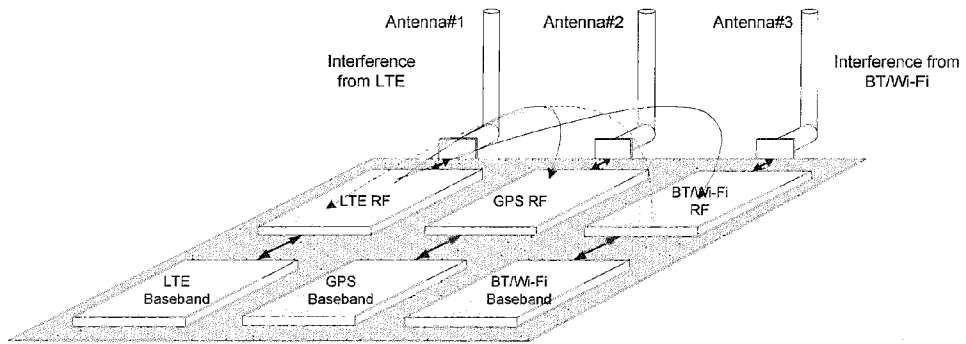 Antenna#1
Antenna#2
Antenna#3
Interference
from LTE
Interference from
BT/Wi-Fi
LTE RF
GPS RF
BT/Wi-Fi
RF
LTE
Baseband
GPS
Baseband
BT/Wi-Fi
Baseband